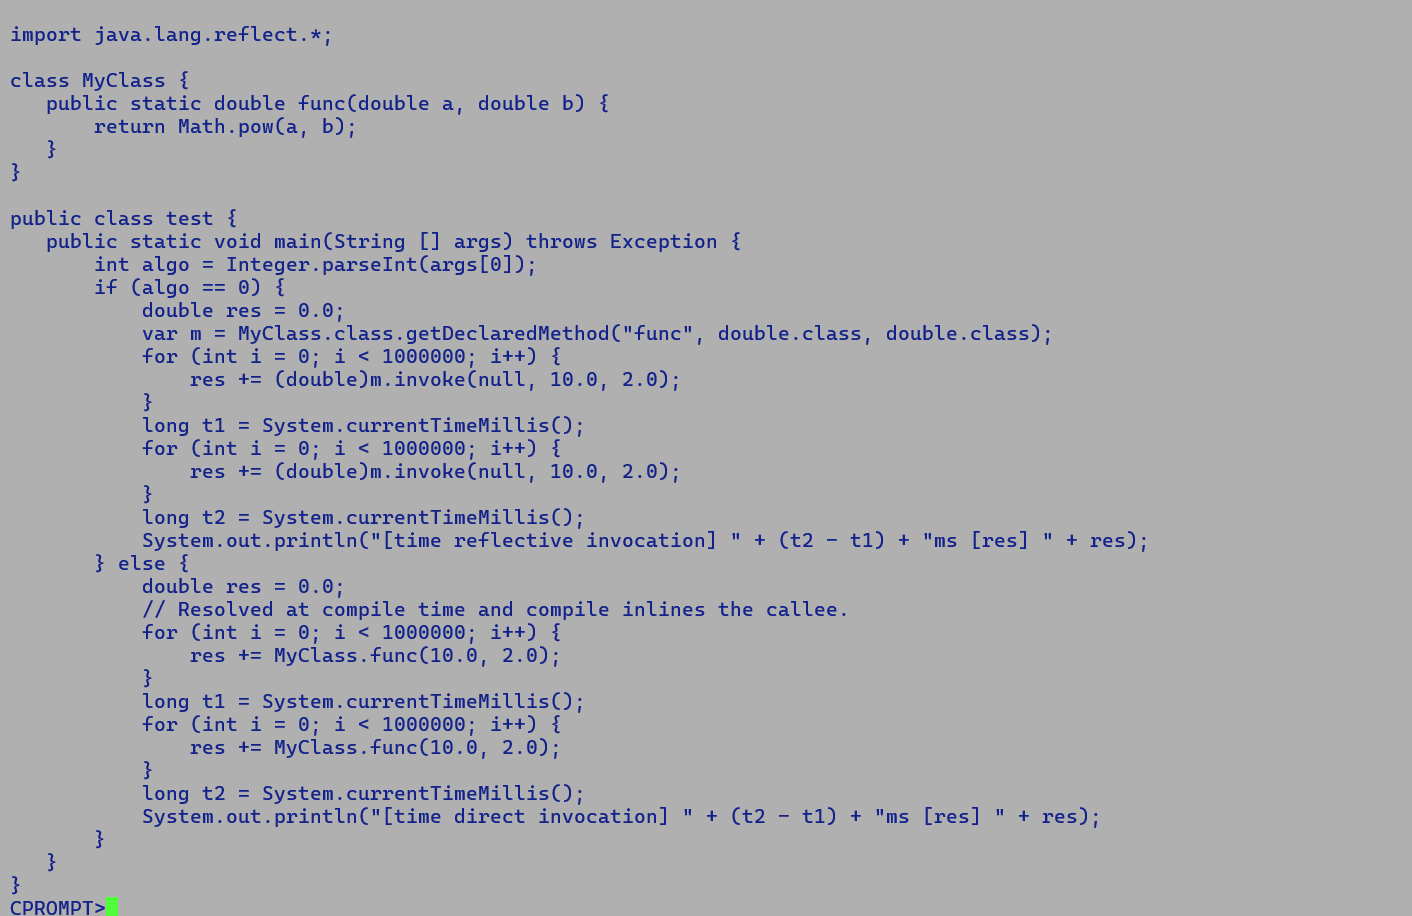 import java.lang.reflect.*;

class MyClass {
   public static double func(double a, double b) {
       return Math.pow(a, b);
   }
}

public class test {
   public static void main(String [] args) throws Exception {
       int algo = Integer.parseInt(args[0]);
       if (algo == 0) {
           double res = 0.0;
           var m = MyClass.class.getDeclaredMethod("func", double.class, double.class);
           for (int i = 0; i < 1000000; i++) {
               res += (double)m.invoke(null, 10.0, 2.0);
           }
           long t1 = System.currentTimeMillis();
           for (int i = 0; i < 1000000; i++) {
               res += (double)m.invoke(null, 10.0, 2.0);
           }
           long t2 = System.currentTimeMillis();
           System.out.println("[time reflective invocation] " + (t2 - t1) + "ms [res] " + res);
       } else {
           double res = 0.0;
           // Resolved at compile time and compile inlines the callee.
           for (int i = 0; i < 1000000; i++) {
               res += MyClass.func(10.0, 2.0);
           }
           long t1 = System.currentTimeMillis();
           for (int i = 0; i < 1000000; i++) {
               res += MyClass.func(10.0, 2.0);
           }
           long t2 = System.currentTimeMillis();
           System.out.println("[time direct invocation] " + (t2 - t1) + "ms [res] " + res);
       }
   }
}
CPROMPT>